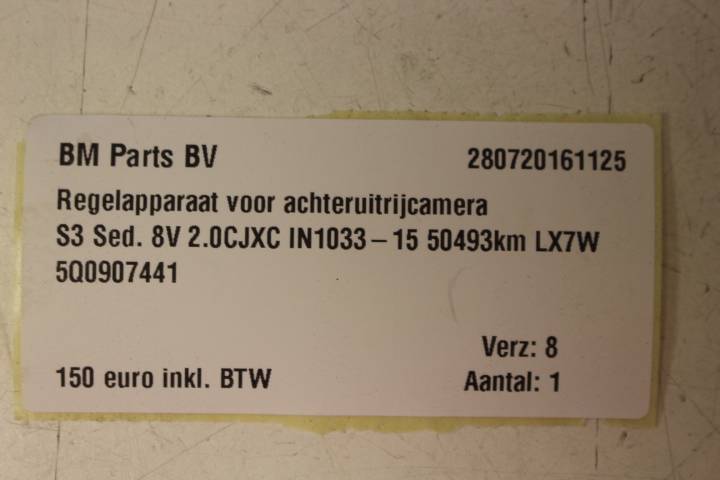 BM Parts BV 280720161125
Regelapparaat voor achteruitrijcamera
S3 Sed. 8V 2.0CJXC IN1033 – 15 50493km LX7W
5Q0907441
Verz: 8
150 euro inkl. BTW Aantal: 1